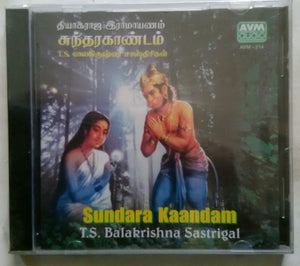 தியாகராஜ இராமாயணம்
சுந்தரகாண்டம்
T.S. பாலகிருஷ்ண சாஸ்திரிகள்
AVM
Sundara Kaandam
T.S. Balakrishna Sastrigal